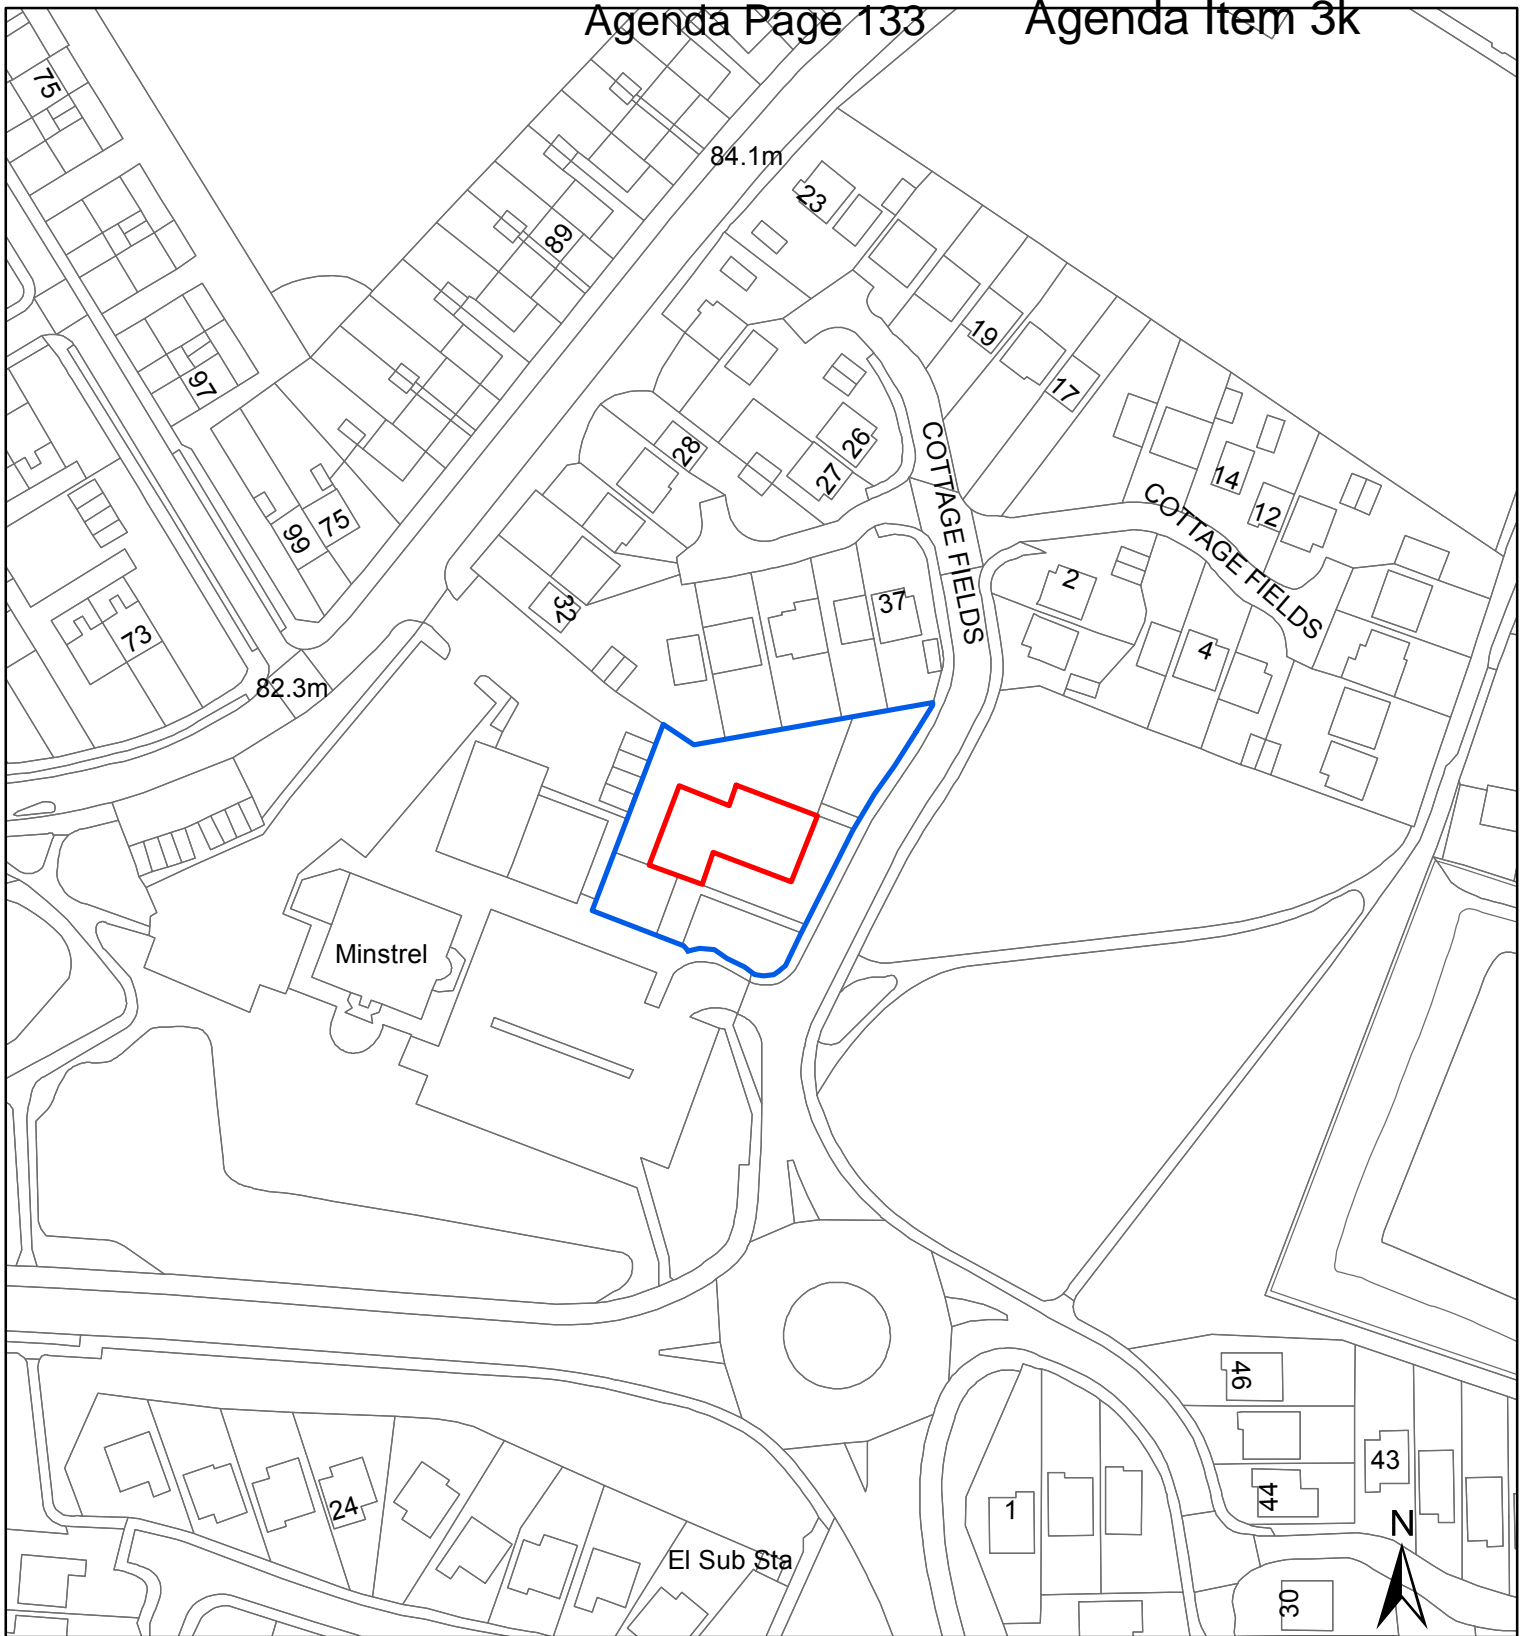 Agenda Page 133
Agenda Item 3k
75
84.1m
23
89
19
97
17
COTTAGE FIELDS
28
26
27
14
COTTAGE FIELDS
12
99
75
2
32
37
73
4
82.3m
Minstrel
46
43
24
44
1
N
El Sub Sta
30